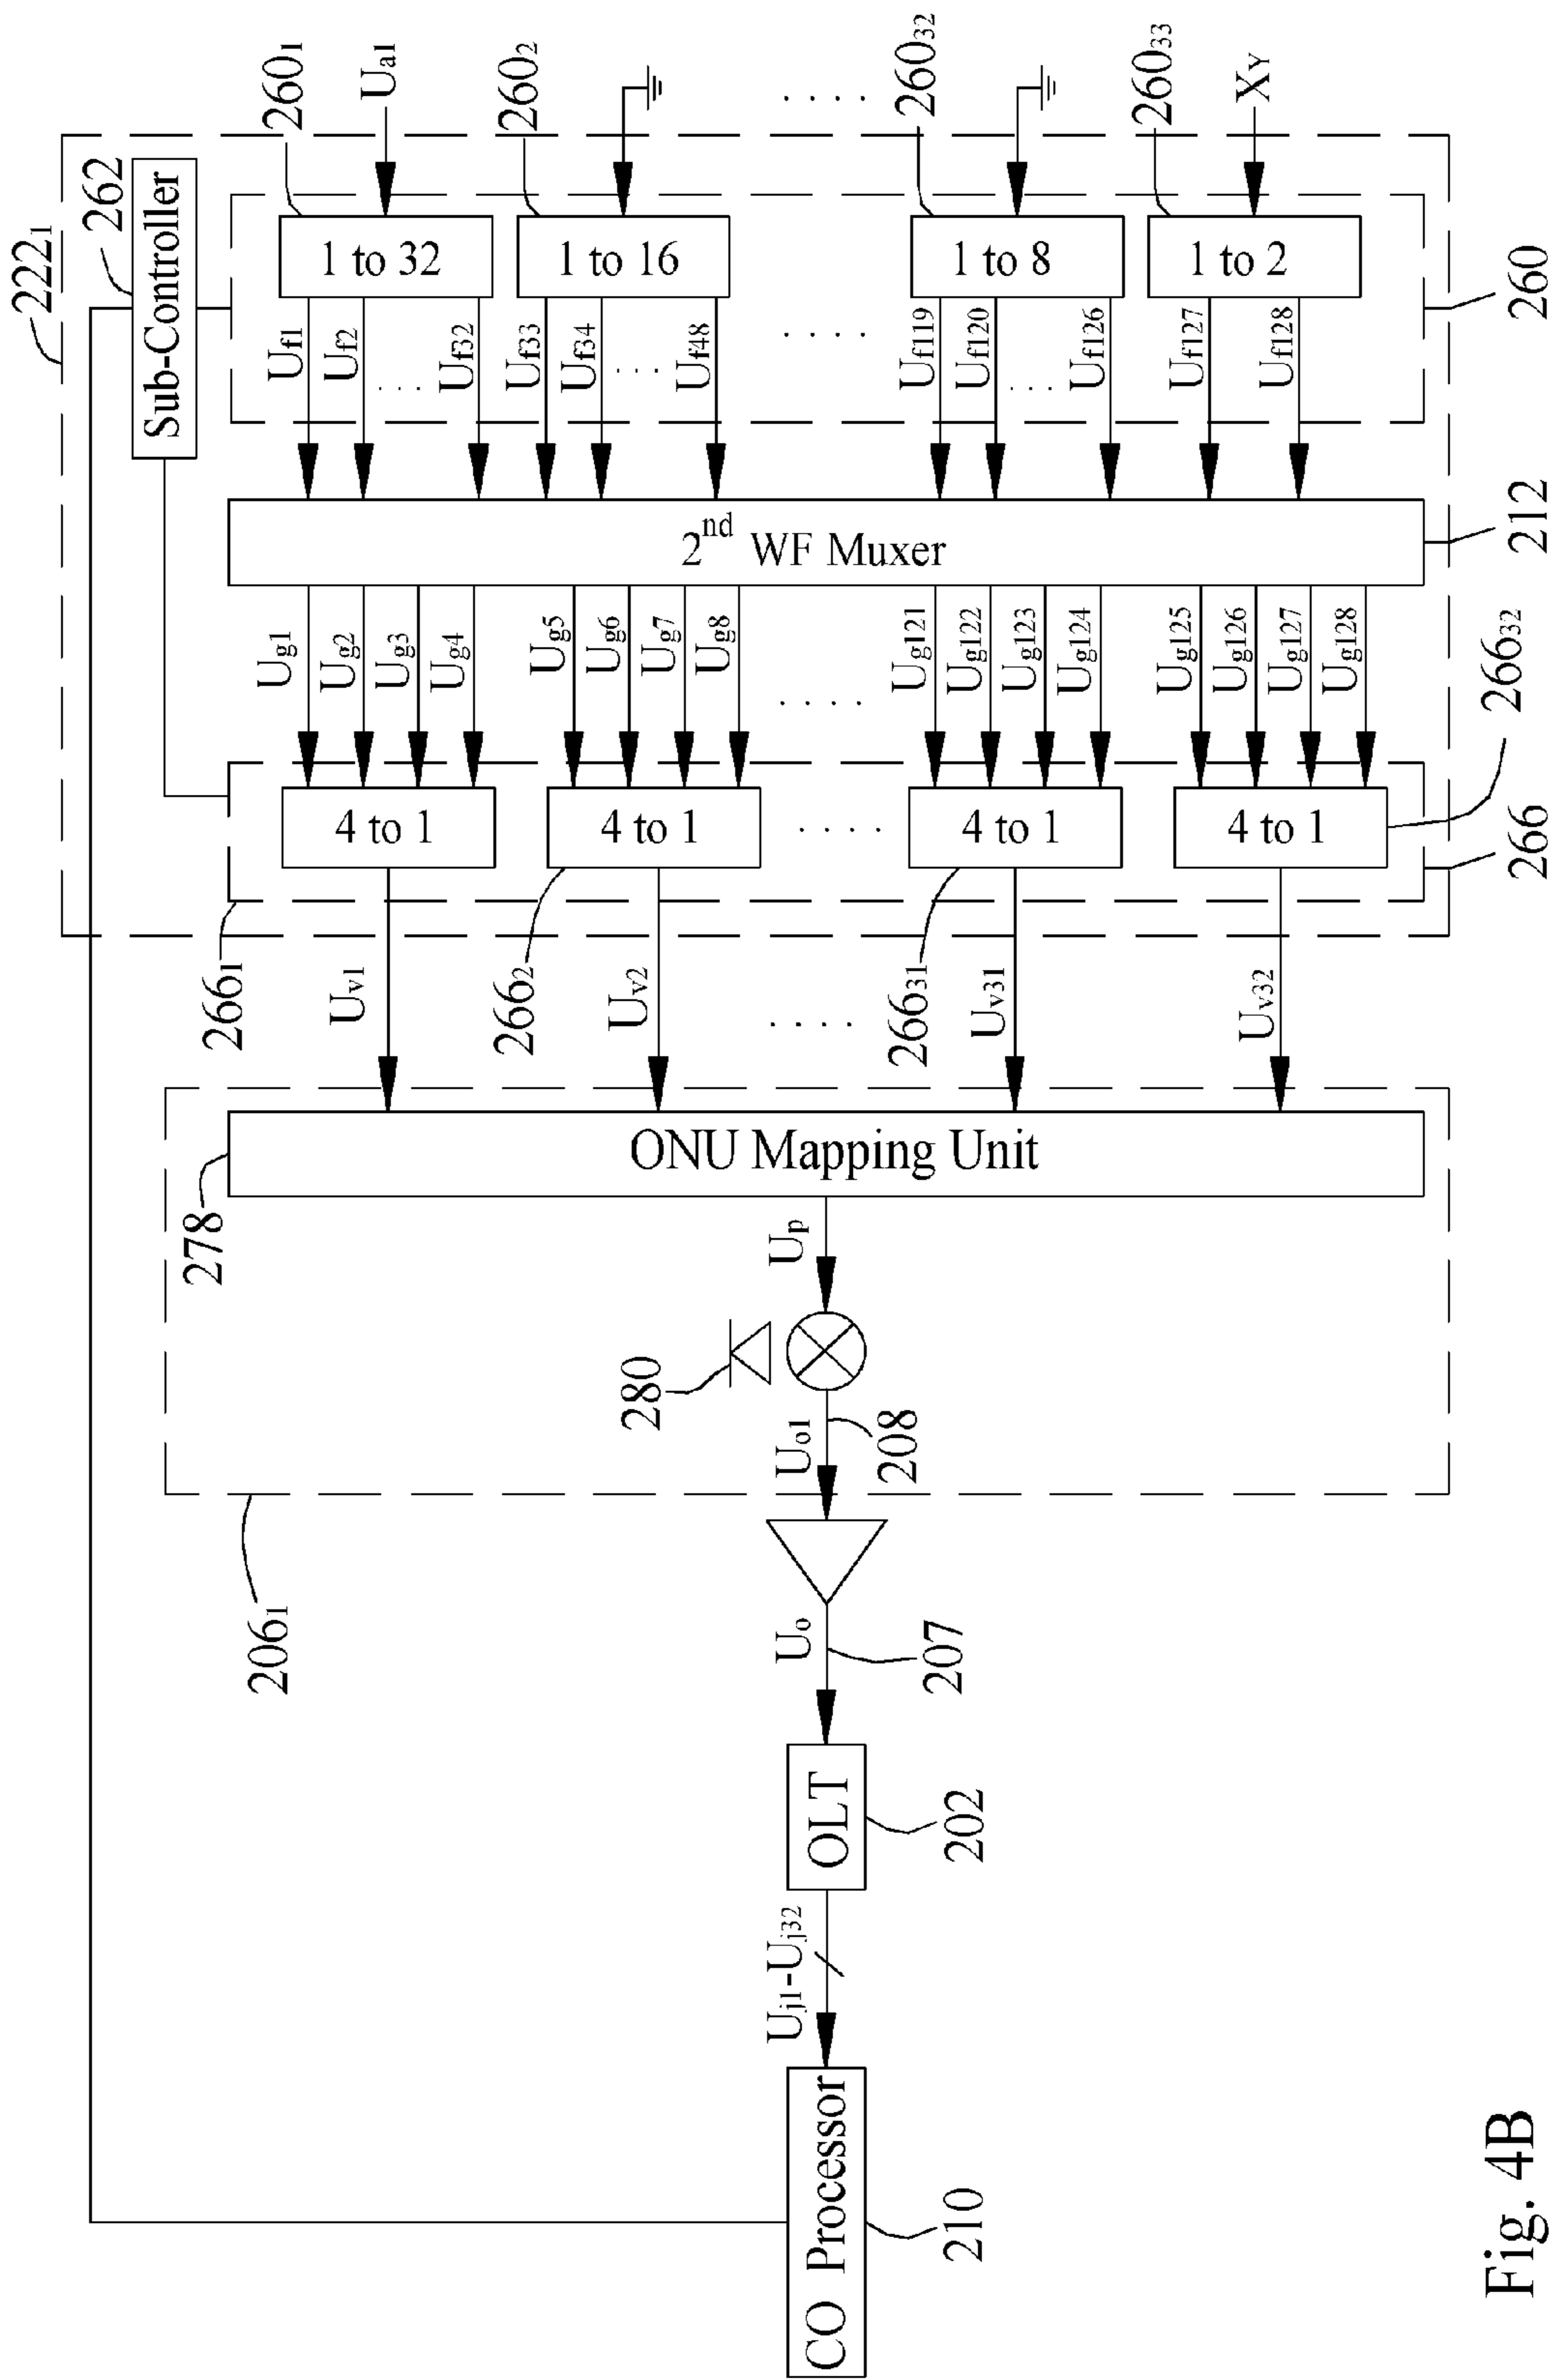 222₁
262
Sub-Controller
260₁
U_a1
260₂
. . . .
260₃₂
260₃₃
X_Y
1 to 32
1 to 16
1 to 8
1 to 2
260
U_f1
U_f2
. . .
U_f32
U_f33
U_f34
. . .
U_f48
. . . .
U_f119
U_f120
. . .
U_f126
U_f127
U_f128
2nd WF Muxer
212
U_g1
U_g2
U_g3
U_g4
U_g5
U_g6
U_g7
U_g8
. . . .
U_g121
U_g122
U_g123
U_g124
U_g125
U_g126
U_g127
U_g128
266₃₂
4 to 1
4 to 1
. . . .
4 to 1
4 to 1
266
266₁
U_v1
266₂
U_v2
. . . .
266₃₁
U_v31
U_v32
ONU Mapping Unit
278
U_p
280
U_o1
208
206₁
U_o
207
OLT
202
U_j1-U_j32
CO Processor
210
Fig. 4B